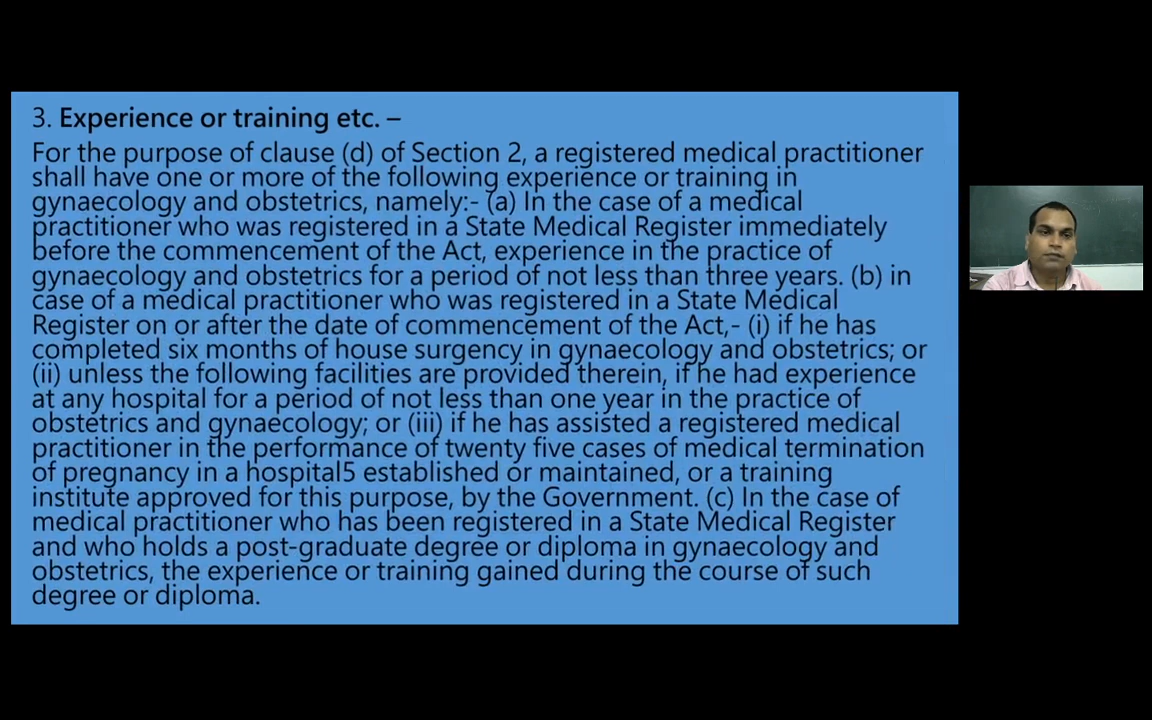 3. Experience or training etc. –
For the purpose of clause (d) of Section 2, a registered medical practitioner
shall have one or more of the following experience or training in
gynaecology and obstetrics, namely:- (a) In the case of a medical
practitioner who was registered in a State Medical Register immediately
before the commencement of the Act, experience in the practice of
gynaecology and obstetrics for a period of not less than three years. (b) in
case of a medical practitioner who was registered in a State Medical
Register on or after the date of commencement of the Act,- (i) if he has
completed six months of house surgency in gynaecology and obstetrics; or
(ii) unless the following facilities are provided therein, if he had experience
at any hospital for a period of not less than one year in the practice of
obstetrics and gynaecology; or (iii) if he has assisted a registered medical
practitioner in the performance of twenty five cases of medical termination
of pregnancy in a hospital5 established or maintained, or a training
institute approved for this purpose, by the Government. (c) In the case of
medical practitioner who has been registered in a State Medical Register
and who holds a post-graduate degree or diploma in gynaecology and
obstetrics, the experience or training gained during the course of such
degree or diploma.